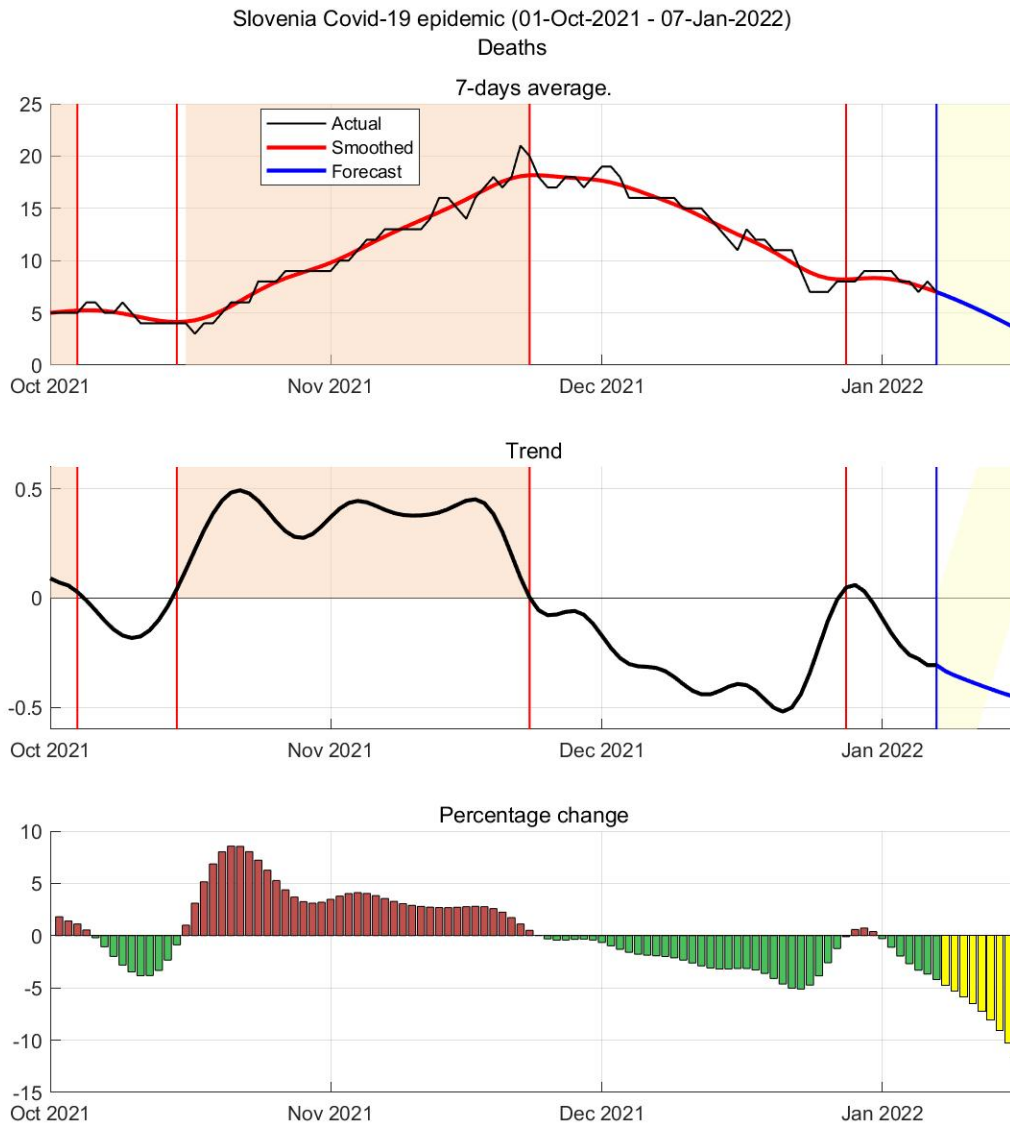 Slovenia Covid-19 epidemic (01-Oct-2021 - 07-Jan-2022)
Deaths
7-days average.
25
20
15
10
5
0
Actual
Smoothed
Forecast
Oct 2021 Nov 2021 Dec 2021 Jan 2022
Trend
0.5
0
-0.5
Oct 2021 Nov 2021 Dec 2021 Jan 2022
Percentage change
10
5
0
-5
-10
-15
Oct 2021 Nov 2021 Dec 2021 Jan 2022